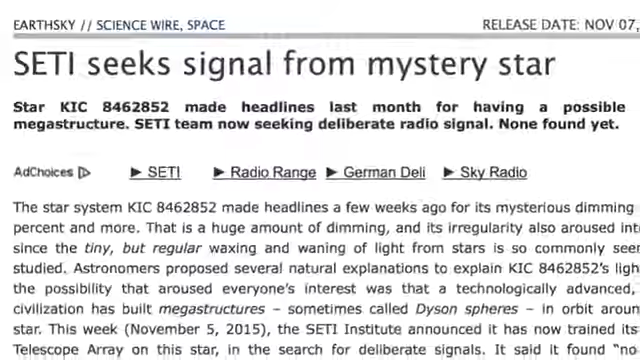 EARTHSKY // SCIENCE WIRE, SPACE RELEASE DATE: NOV 07,
SETI seeks signal from mystery star
Star KIC 8462852 made headlines last month for having a possible
megastructure. SETI team now seeking deliberate radio signal. None found yet.
AdChoices ▶ SETI ▶ Radio Range ▶ German Deli ▶ Sky Radio
The star system KIC 8462852 made headlines a few weeks ago for its mysterious dimming
percent and more. That is a huge amount of dimming, and its irregularity also aroused int
since the tiny, but regular waxing and waning of light from stars is so commonly seen
studied. Astronomers proposed several natural explanations to explain KIC 8462852's ligh
the possibility that aroused everyone's interest was that a technologically advanced,
civilization has built megastructures – sometimes called Dyson spheres – in orbit aroun
star. This week (November 5, 2015), the SETI Institute announced it has now trained its
Telescope Array on this star, in the search for deliberate signals. It said it found "no